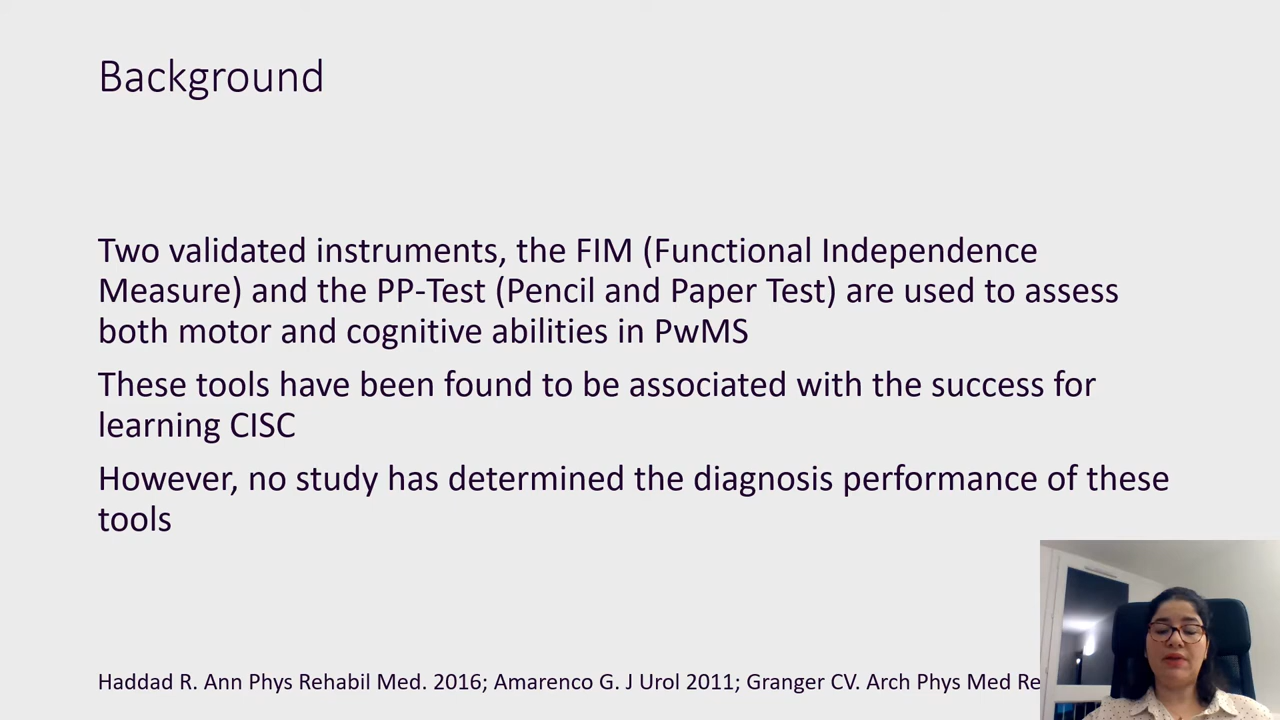 Background
Two validated instruments, the FIM (Functional Independence
Measure) and the PP-Test (Pencil and Paper Test) are used to assess
both motor and cognitive abilities in PwMS
These tools have been found to be associated with the success for
learning CISC
However, no study has determined the diagnosis performance of these
tools
Haddad R. Ann Phys Rehabil Med. 2016; Amarenco G. J Urol 2011; Granger CV. Arch Phys Med Re